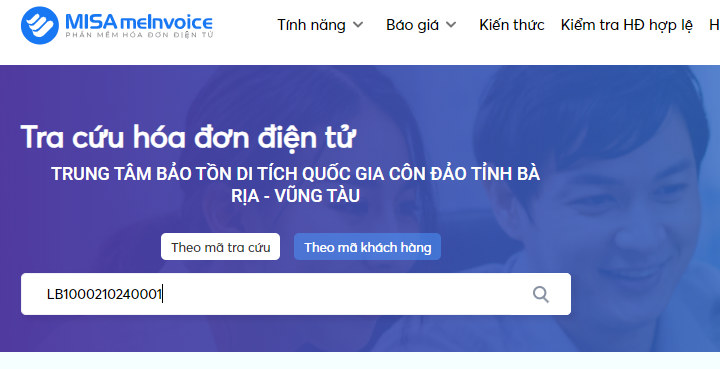 MISA meInvoice
PHẦN MỀM HÓA ĐƠN ĐIỆN TỬ
Tính năng Báo giá Kiến thức Kiểm tra HĐ hợp lệ H
Tra cứu hóa đơn điện tử
TRUNG TÂM BẢO TỒN DI TÍCH QUỐC GIA CÔN ĐẢO TỈNH BÀ
RỊA - VŨNG TÀU
Theo mã tra cứu Theo mã khách hàng
LB1000210240001